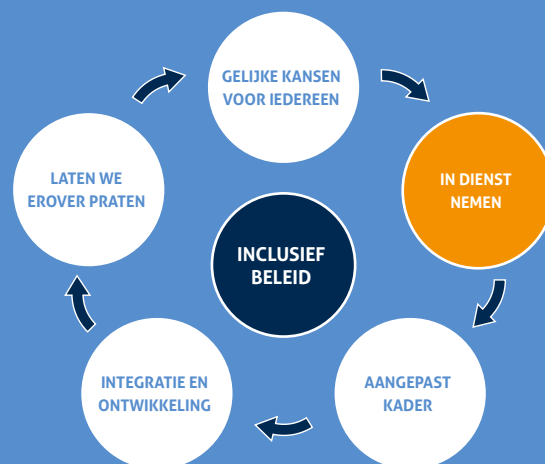 GELIJKE KANSEN
VOOR IEDEREEN
IN DIENST
NEMEN
AANGEPAST
KADER
INTEGRATIE EN
ONTWIKKELING
LATEN WE
EROVER PRATEN
INCLUSIEF
BELEID